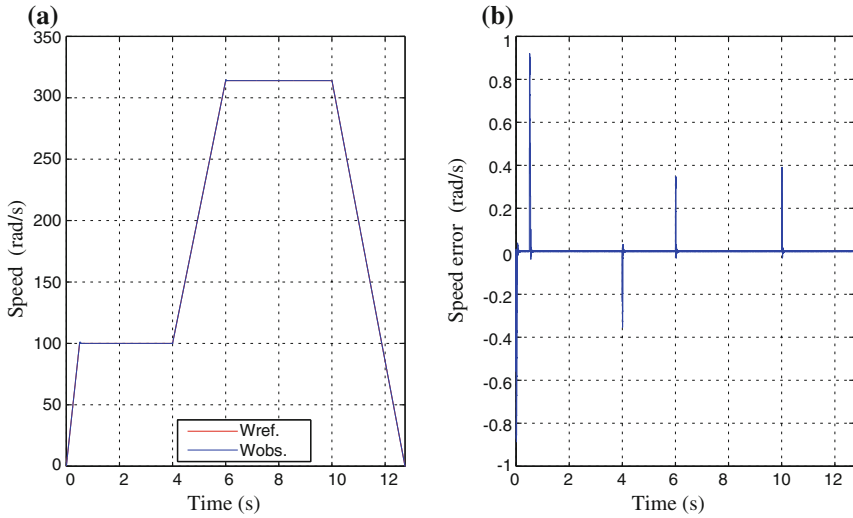 (a)
350
300
250
200
150
100
50
0
Speed (rad/s)
Wref.
Wobs.
0 2 4 6 8 10 12
Time (s)
(b)
1
0.8
0.6
0.4
0.2
0
-0.2
-0.4
-0.6
-0.8
-1
Speed error (rad/s)
0 2 4 6 8 10 12
Time (s)